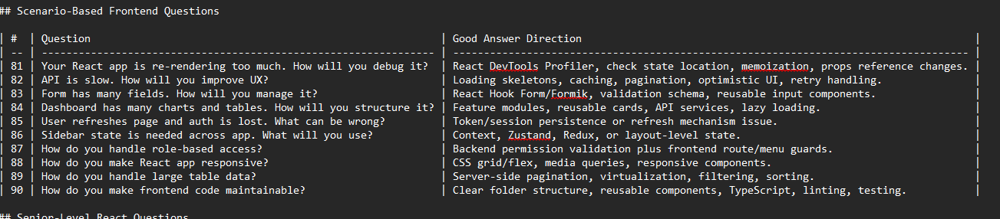 ## Scenario-Based Frontend Questions
| # | Question | Good Answer Direction |
| -- | ---------------------------------------------------------------- | ------------------------------------------------------------------------------------ |
| 81 | Your React app is re-rendering too much. How will you debug it? | React DevTools Profiler, check state location, memoization, props reference changes. |
| 82 | API is slow. How will you improve UX? | Loading skeletons, caching, pagination, optimistic UI, retry handling. |
| 83 | Form has many fields. How will you manage it? | React Hook Form/Formik, validation schema, reusable input components. |
| 84 | Dashboard has many charts and tables. How will you structure it? | Feature modules, reusable cards, API services, lazy loading. |
| 85 | User refreshes page and auth is lost. What can be wrong? | Token/session persistence or refresh mechanism issue. |
| 86 | Sidebar state is needed across app. What will you use? | Context, Zustand, Redux, or layout-level state. |
| 87 | How do you handle role-based access? | Backend permission validation plus frontend route/menu guards. |
| 88 | How do you make React app responsive? | CSS grid/flex, media queries, responsive components. |
| 89 | How do you handle large table data? | Server-side pagination, virtualization, filtering, sorting. |
| 90 | How do you make frontend code maintainable? | Clear folder structure, reusable components, TypeScript, linting, testing. |
## Senior-Level React Questions